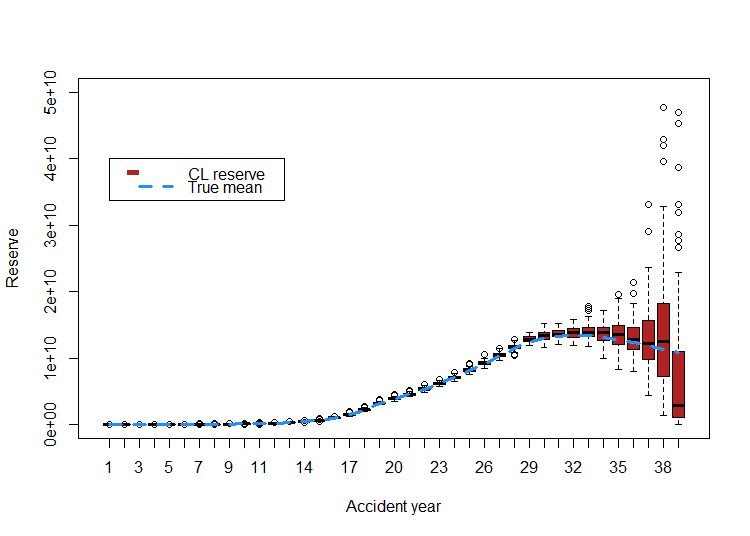 5e+10
4e+10
3e+10
2e+10
1e+10
0e+00
Reserve
CL reserve
True mean
1 3 5 7 9 11 14 17 20 23 26 29 32 35 38
Accident year